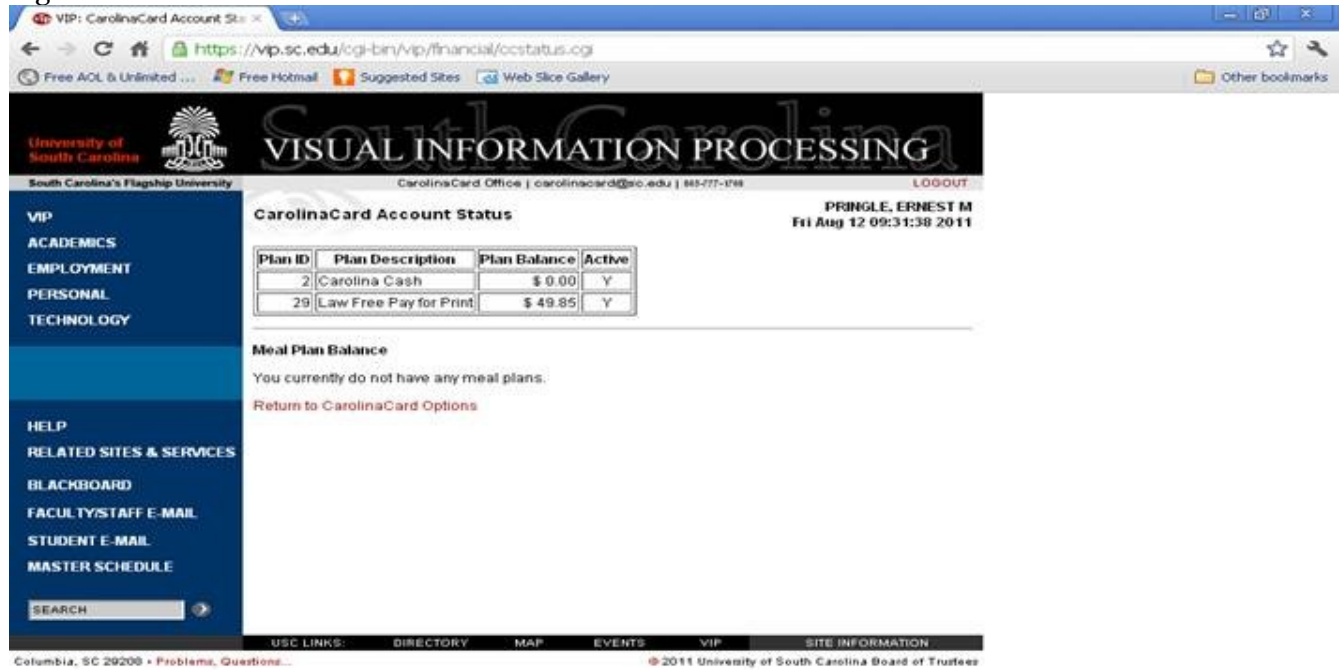 VIP: CarolinaCard Account Sta
https://vip.sc.edu/cgi-bin/vip/financial/ccstatus.cgi
Free AOL & Unlimited ... Free Hotmail Suggested Sites Web Slice Gallery Other bookmarks
University of
South Carolina
South Carolina
VISUAL INFORMATION PROCESSING
South Carolina's Flagship University CarolinaCard Office | carolinacard@sc.edu | LOGOUT
PRINGLE, ERNEST M
CarolinaCard Account Status
Fri Aug 12 09:31:38 2011
VIP
ACADEMICS
EMPLOYMENT
PERSONAL
TECHNOLOGY
Plan ID Plan Description Plan Balance Active
2 Carolina Cash $ 0.00 Y
29 Law Free Pay for Print $ 49.85 Y
Meal Plan Balance
You currently do not have any meal plans.
Return to CarolinaCard Options
HELP
RELATED SITES & SERVICES
BLACKBOARD
FACULTY/STAFF E-MAIL
STUDENT E-MAIL
MASTER SCHEDULE
SEARCH
USC LINKS: DIRECTORY MAP EVENTS VIP SITE INFORMATION
Columbia, SC 29208 • Problems, Questions... © 2011 University of South Carolina Board of Trustees